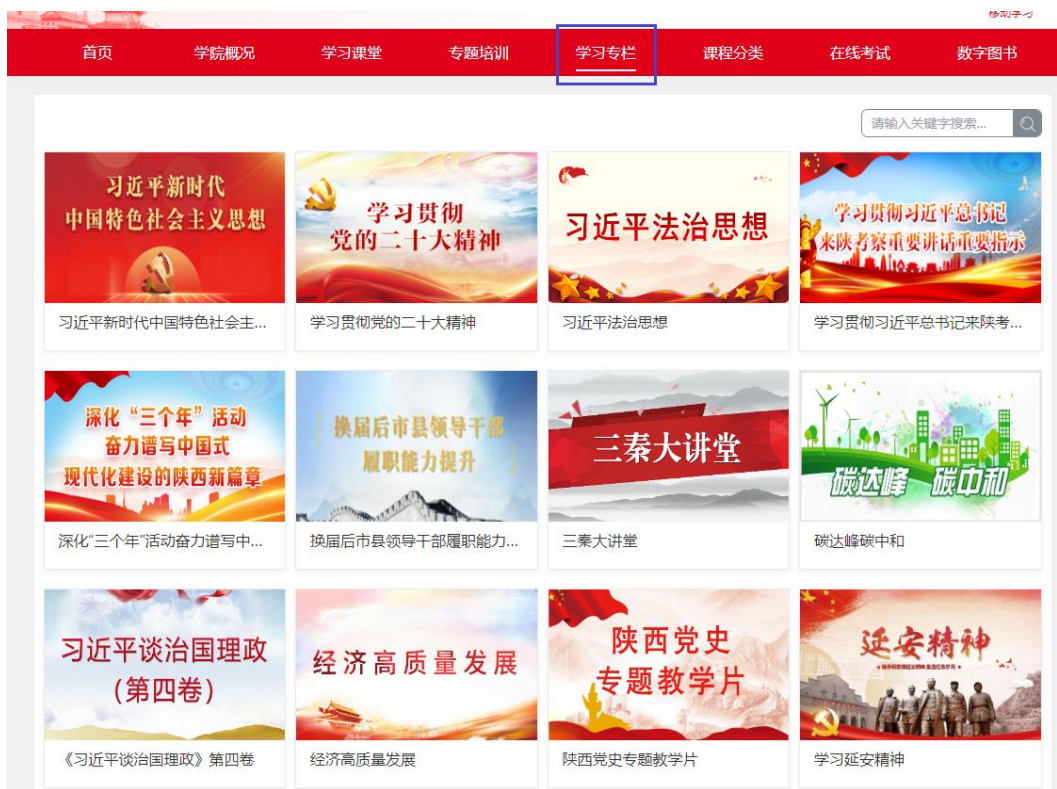 移动学习
首页 学院概况 学习课堂 专题培训 学习专栏 课程分类 在线考试 数字图书
请输入关键字搜索...
习近平新时代
中国特色社会主义思想
学习贯彻
党的二十大精神
习近平法治思想
学习贯彻习近平总书记
来陕考察重要讲话重要指示
习近平新时代中国特色社会主...
学习贯彻党的二十大精神
习近平法治思想
学习贯彻习近平总书记来陕考...
深化“三个年”活动
奋力谱写中国式
现代化建设的陕西新篇章
换届后市县领导干部
履职能力提升
三秦大讲堂
碳达峰 碳中和
深化“三个年”活动奋力谱写中...
换届后市县领导干部履职能力...
三秦大讲堂
碳达峰碳中和
习近平谈治国理政
(第四卷)
经济高质量发展
陕西党史
专题教学片
延安精神
《习近平谈治国理政》第四卷
经济高质量发展
陕西党史专题教学片
学习延安精神